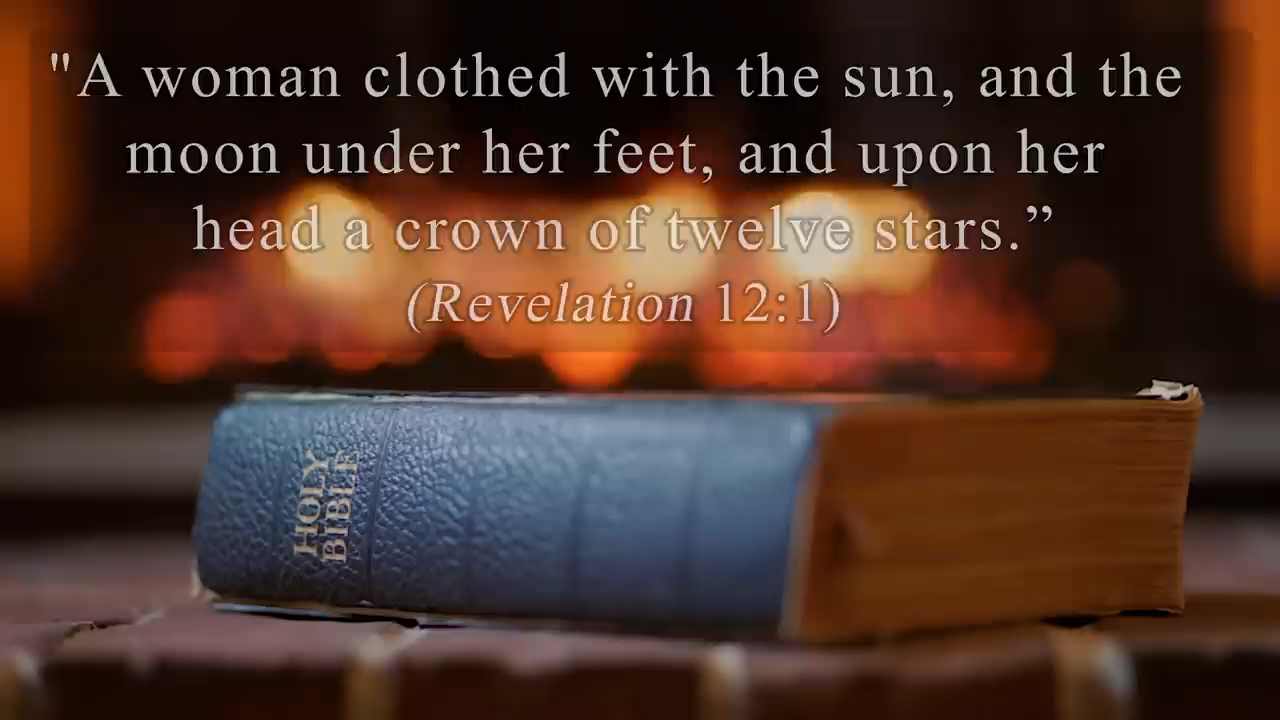 "A woman clothed with the sun, and the
moon under her feet, and upon her
head a crown of twelve stars.”
(Revelation 12:1)
HOLY
BIBLE